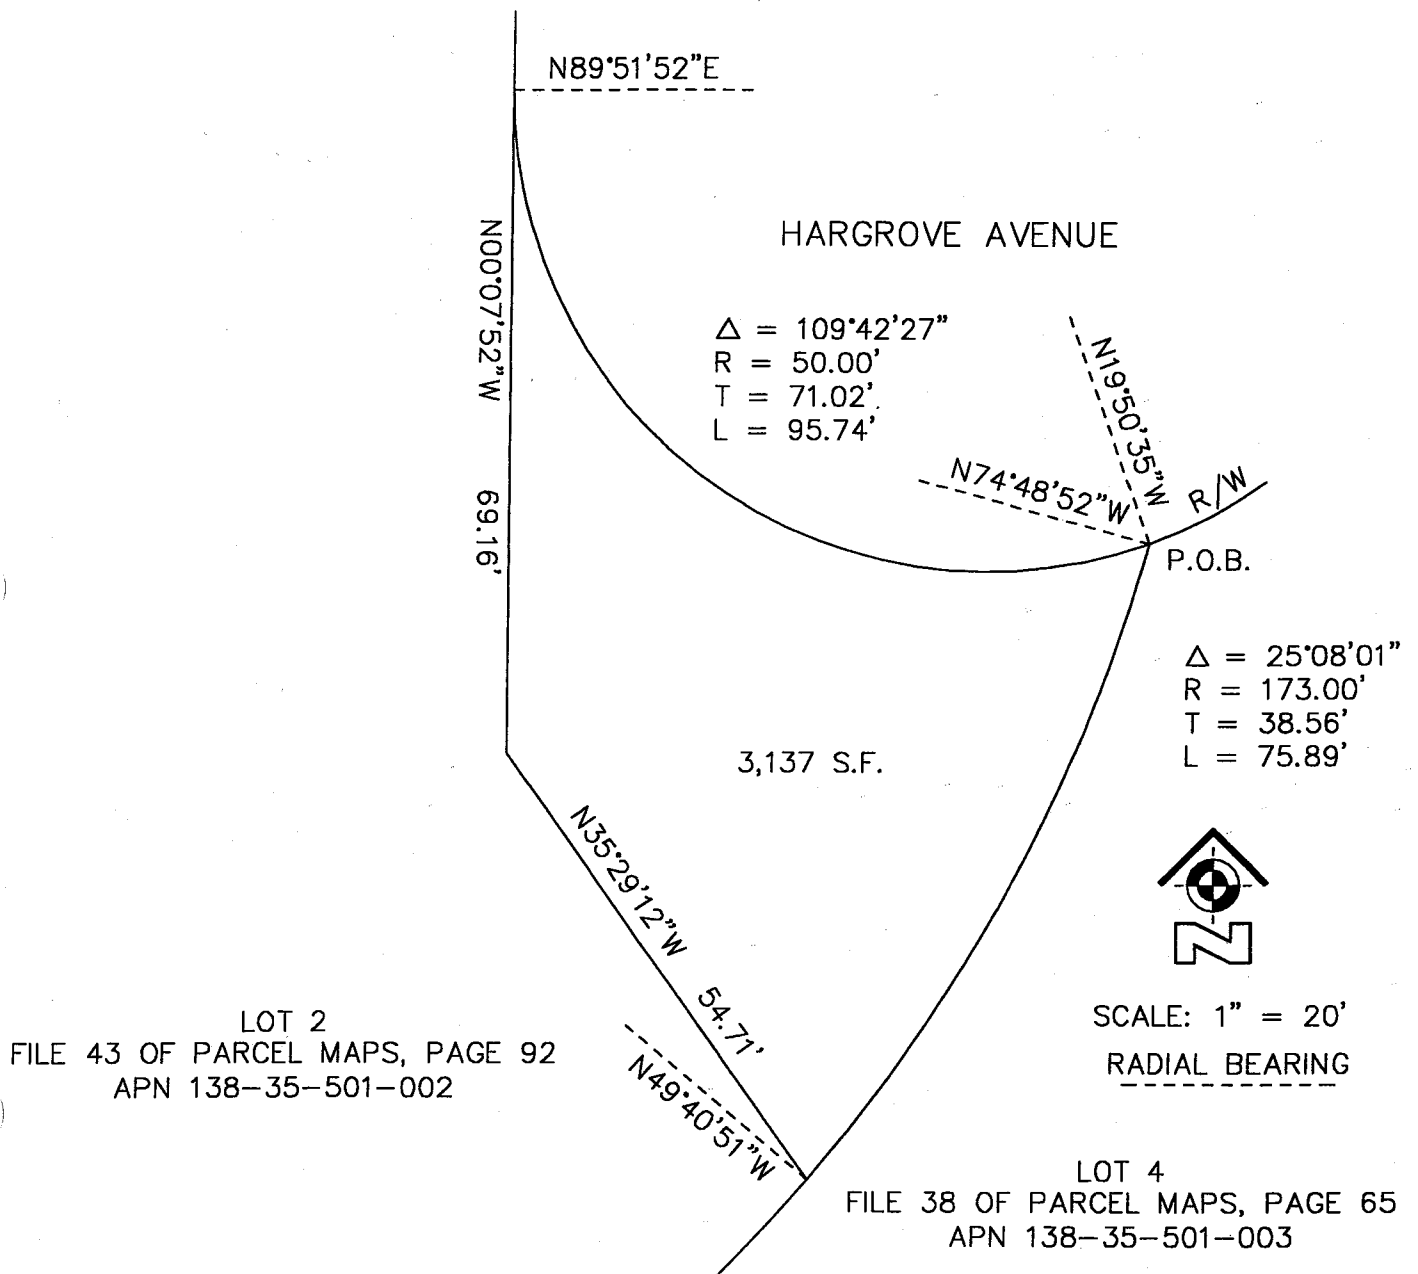 N89°51'52"E
HARGROVE AVENUE
N00°07'52"W 69.16'
Δ = 109°42'27"
R = 50.00'
T = 71.02'
L = 95.74'
N19°50'35"W
N74°48'52"W
R/W
P.O.B.
Δ = 25°08'01"
R = 173.00'
T = 38.56'
L = 75.89'
3,137 S.F.
N35°29'12"W 54.71'
N49°40'51"W
N
SCALE: 1" = 20'
RADIAL BEARING
LOT 2
FILE 43 OF PARCEL MAPS, PAGE 92
APN 138-35-501-002
LOT 4
FILE 38 OF PARCEL MAPS, PAGE 65
APN 138-35-501-003